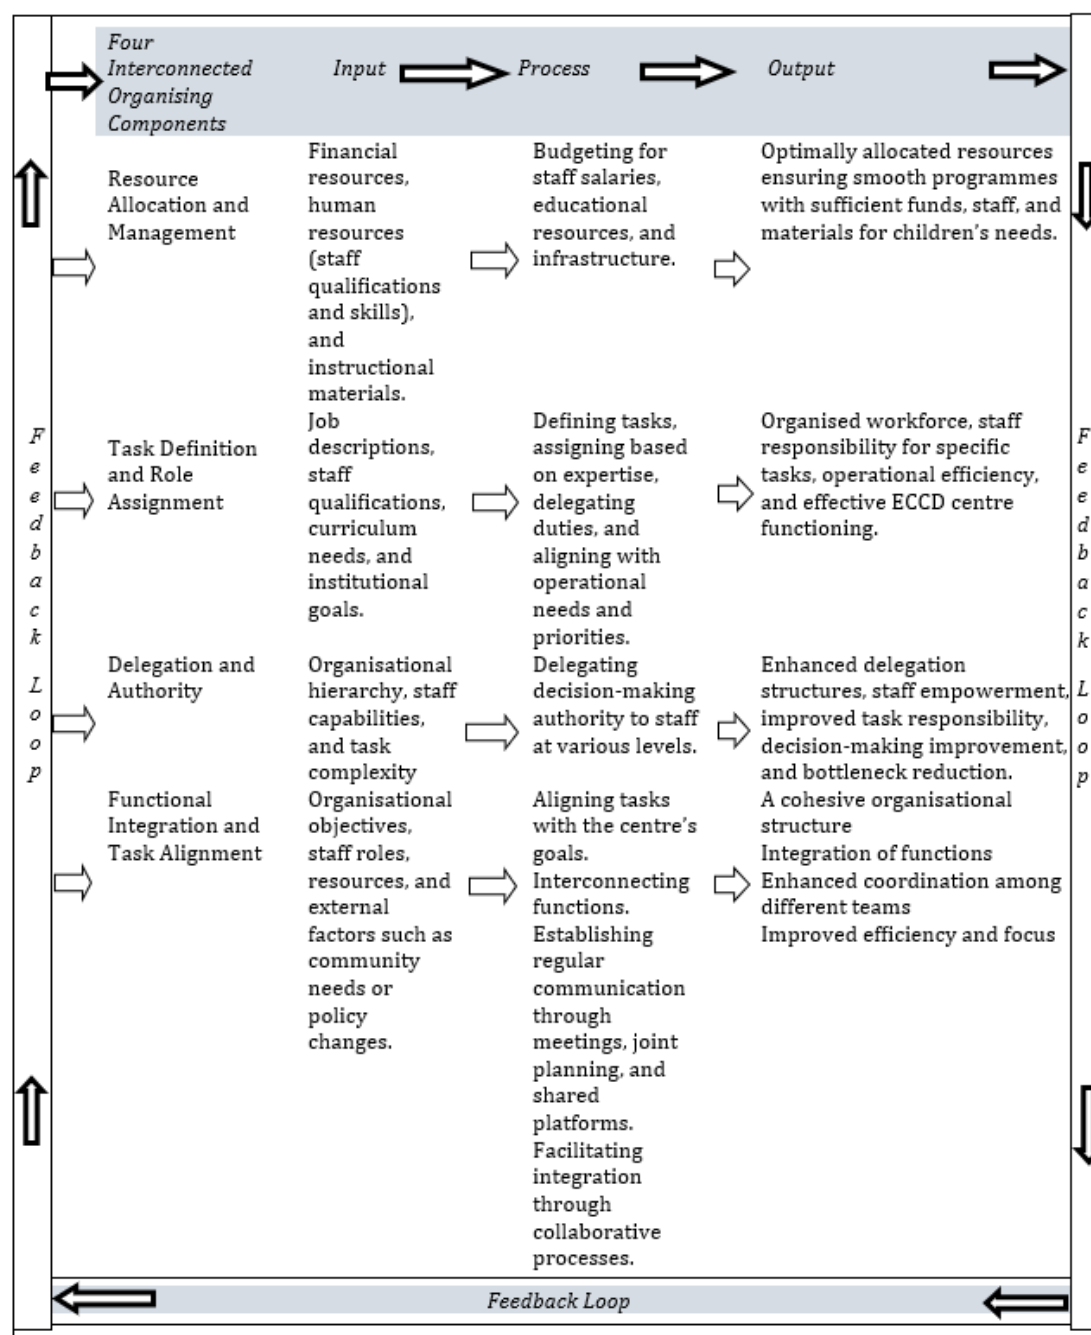 Four
Interconnected
Organising
Components
Input
Process
Output
Resource
Allocation and
Management
Financial
resources,
human
resources
(staff
qualifications
and skills),
and
instructional
materials.
Budgeting for
staff salaries,
educational
resources, and
infrastructure.
Optimally allocated resources
ensuring smooth programmes
with sufficient funds, staff, and
materials for children's needs.
Task Definition
and Role
Assignment
Job
descriptions,
staff
qualifications,
curriculum
needs, and
institutional
goals.
Defining tasks,
assigning based
on expertise,
delegating
duties, and
aligning with
operational
needs and
priorities.
Organised workforce, staff
responsibility for specific
tasks, operational efficiency,
and effective ECCD centre
functioning.
Delegation and
Authority
Organisational
hierarchy, staff
capabilities,
and task
complexity
Delegating
decision-making
authority to staff
at various levels.
Enhanced delegation
structures, staff empowerment,
improved task responsibility,
decision-making improvement,
and bottleneck reduction.
Functional
Integration and
Task Alignment
Organisational
objectives,
staff roles,
resources, and
external
factors such as
community
needs or
policy
changes.
Aligning tasks
with the centre's
goals.
Interconnecting
functions.
Establishing
regular
communication
through
meetings, joint
planning, and
shared
platforms.
Facilitating
integration
through
collaborative
processes.
A cohesive organisational
structure
Integration of functions
Enhanced coordination among
different teams
Improved efficiency and focus
Feedback Loop
Feedback Loop
Feedback Loop